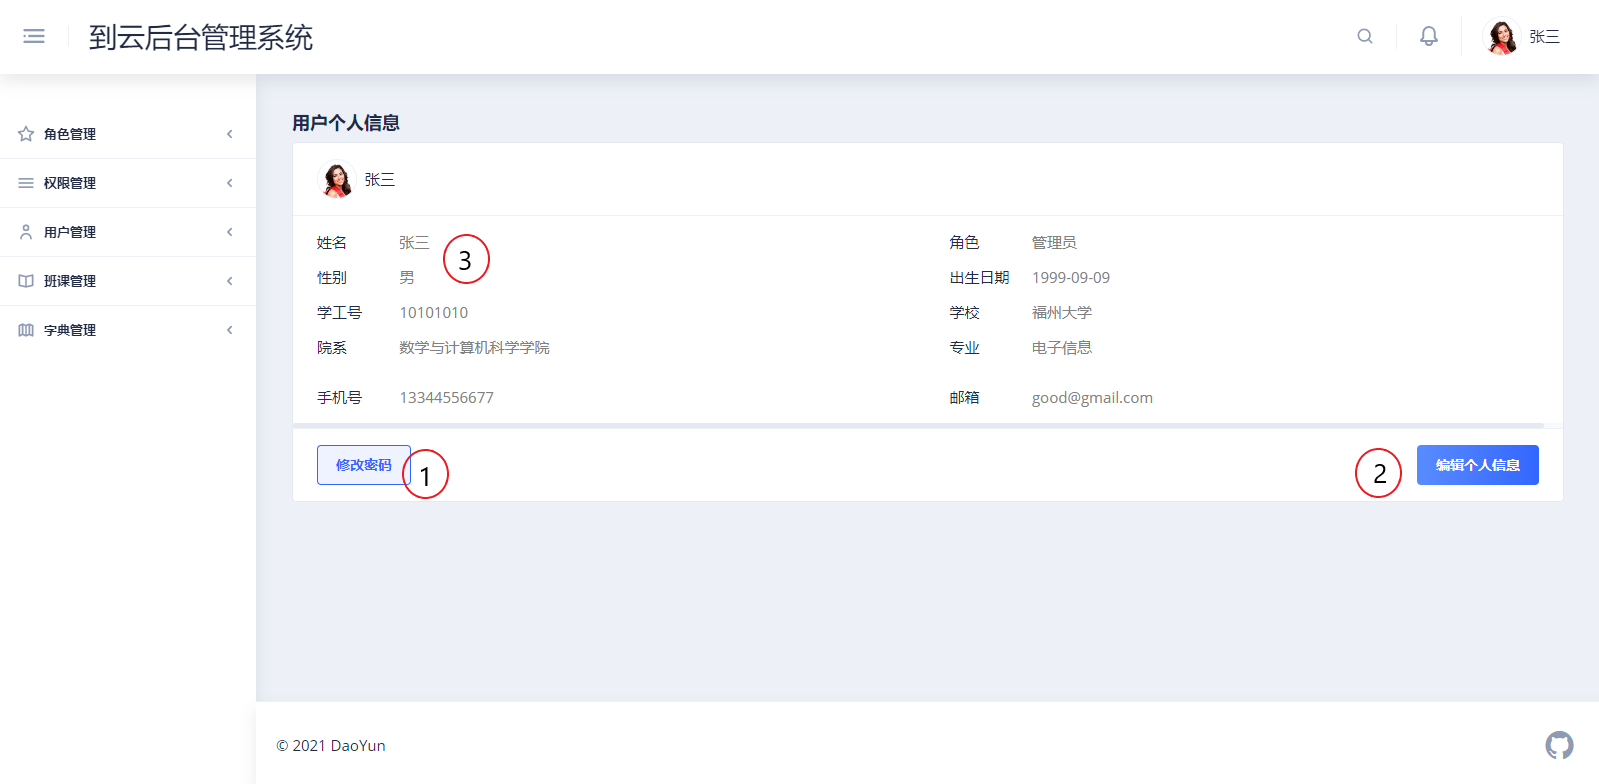 到云后台管理系统
张三
角色管理
权限管理
用户管理
班课管理
字典管理
用户个人信息
张三
姓名 张三 角色 管理员
3
性别 男 出生日期 1999-09-09
学工号 10101010 学校 福州大学
院系 数学与计算机科学学院 专业 电子信息
手机号 13344556677 邮箱 good@gmail.com
修改密码 1 2 编辑个人信息
© 2021 DaoYun